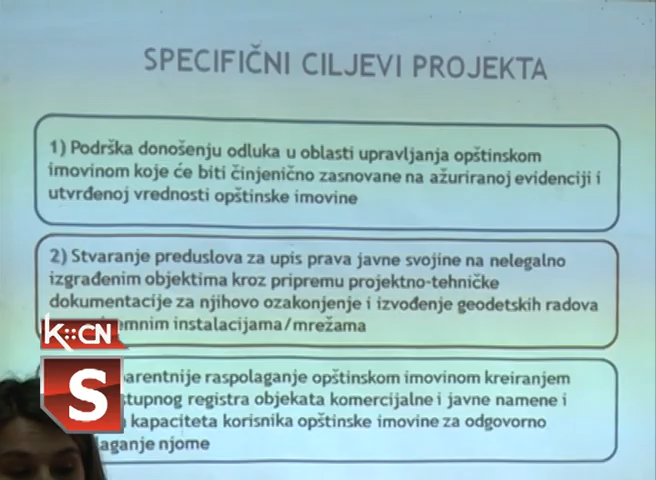 SPECIFIČNI CILJEVI PROJEKTA
1) Podrška donošenju odluka u oblasti upravljanja opštinskom
imovinom koje će biti činjenično zasnovane na ažuriranoj evidenciji i
utvrđenoj vrednosti opštinske imovine
2) Stvaranje preduslova za upis prava javne svojine na nelegalno
izgrađenim objektima kroz pripremu projektno-tehničke
dokumentacije za njihovo ozakonjenje i izvođenje geodetskih radova
instalacijama/mrežama
raspolaganje opštinskom imovinom kreiranjem
registra objekata komercijalne i javne namene i
kapaciteta korisnika opštinske imovine za odgovorno
njome
K::CN
S